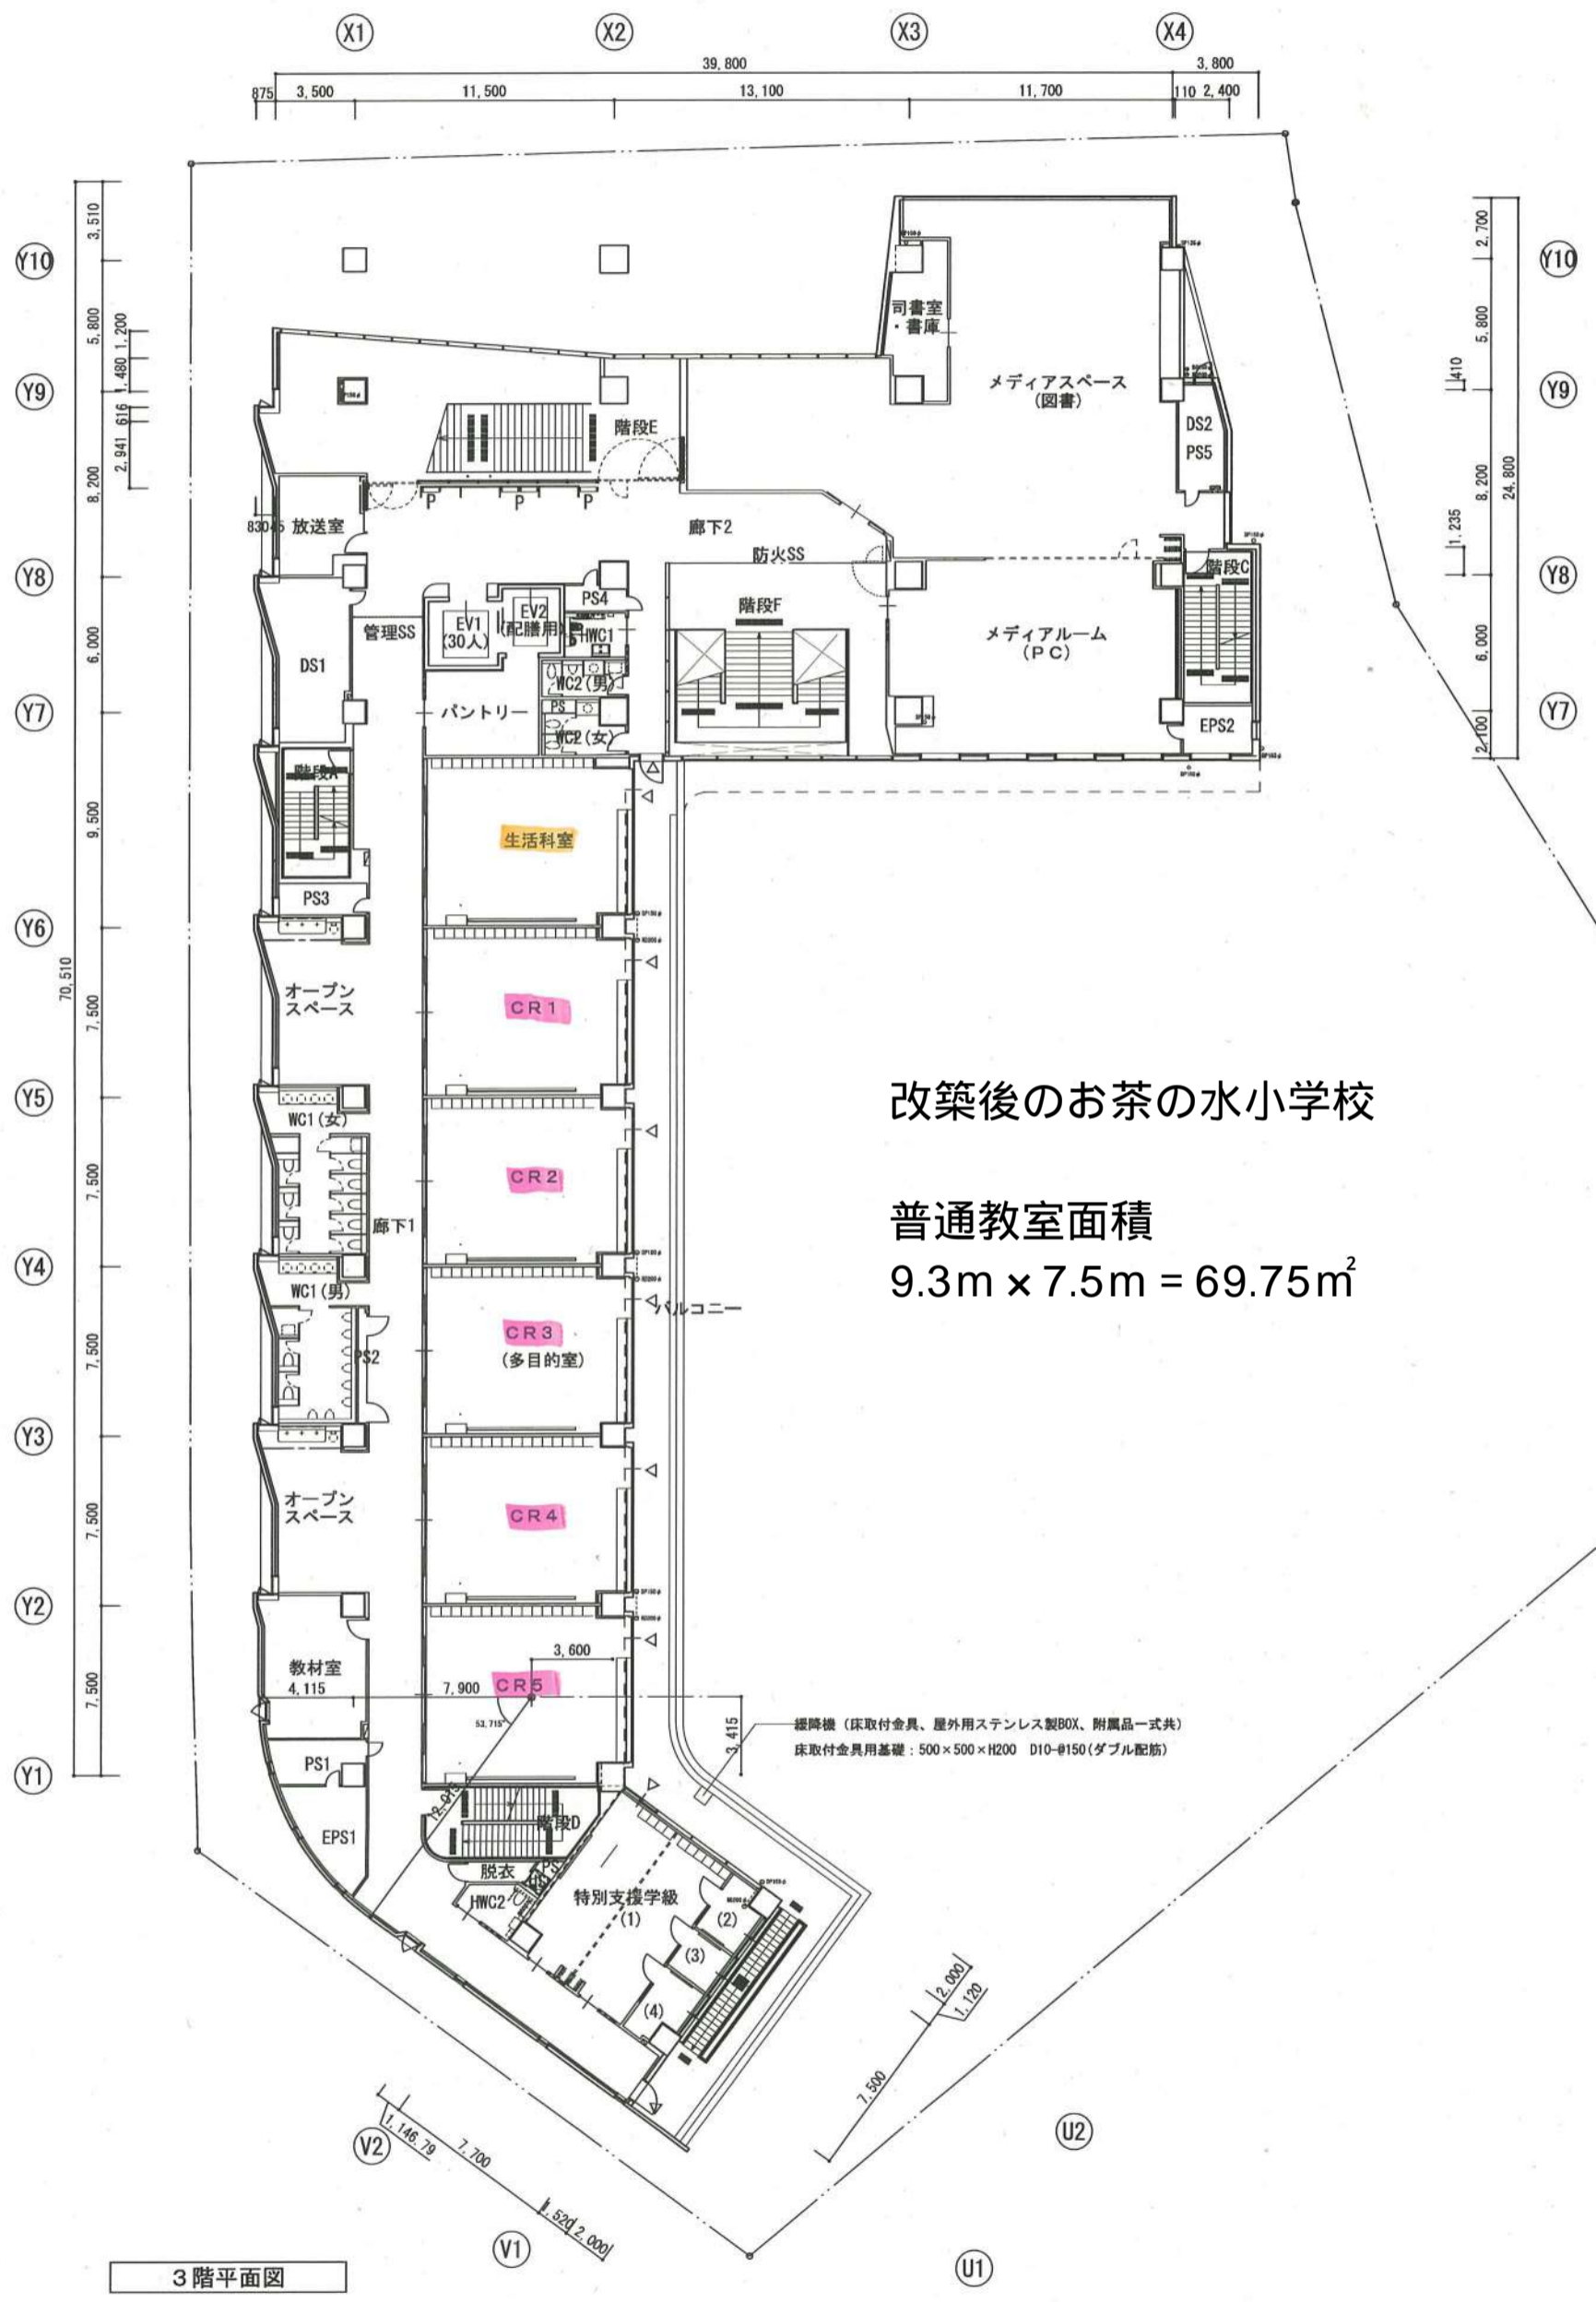 X1
X2
X3
X4
39,800
3,800
875
3,500
11,500
13,100
11,700
110
2,400
3,510
5,800
1,200
1,480
616
2,941
8,200
6,000
9,500
7,500
7,500
7,500
7,500
7,500
70,510
Y10
Y9
Y8
Y7
Y6
Y5
Y4
Y3
Y2
Y1
2,700
5,800
410
8,200
24,800
1,235
6,000
2,100
Y10
Y9
Y8
Y7
司書室
・書庫
メディアスペース
(図書)
DS2
PS5
階段E
P
P
P
放送室
廊下2
防火SS
階段C
管理SS
EV1
(30人)
EV2
(配膳用)
PS4
HWC1
階段F
メディアルーム
(PC)
DS1
WC2(男)
パントリー
PS
WC2(女)
EPS2
階段A
生活科室
PS3
オープン
スペース
CR1
WC1(女)
CR2
廊下1
WC1(男)
CR3
(多目的室)
バルコニー
PS2
オープン
スペース
CR4
教材室
4,115
7,900
CR5
3,600
53.715°
3,415
PS1
EPS1
階段D
脱衣
PS
HWC2
特別支援学級
(1)
(2)
(3)
(4)
緩降機(床取付金具、屋外用ステンレス製BOX、附属品一式共)
床取付金具用基礎:500×500×H200 D10-@150(ダブル配筋)
改築後のお茶の水小学校
普通教室面積
9.3m × 7.5m = 69.75㎡
2,000
1,120
7,500
1,146.79
7,700
1,520
2,000
V2
V1
U2
U1
3階平面図